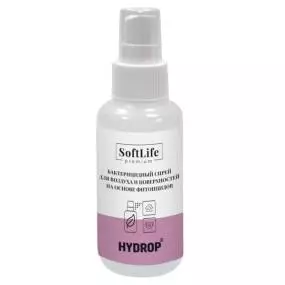 SoftLife
premium
БАКТЕРИЦИДНЫЙ СПРЕЙ
ДЛЯ ВОЗДУХА И ПОВЕРХНОСТЕЙ
НА ОСНОВЕ ФИТОНЦИДОВ
HYDROP®